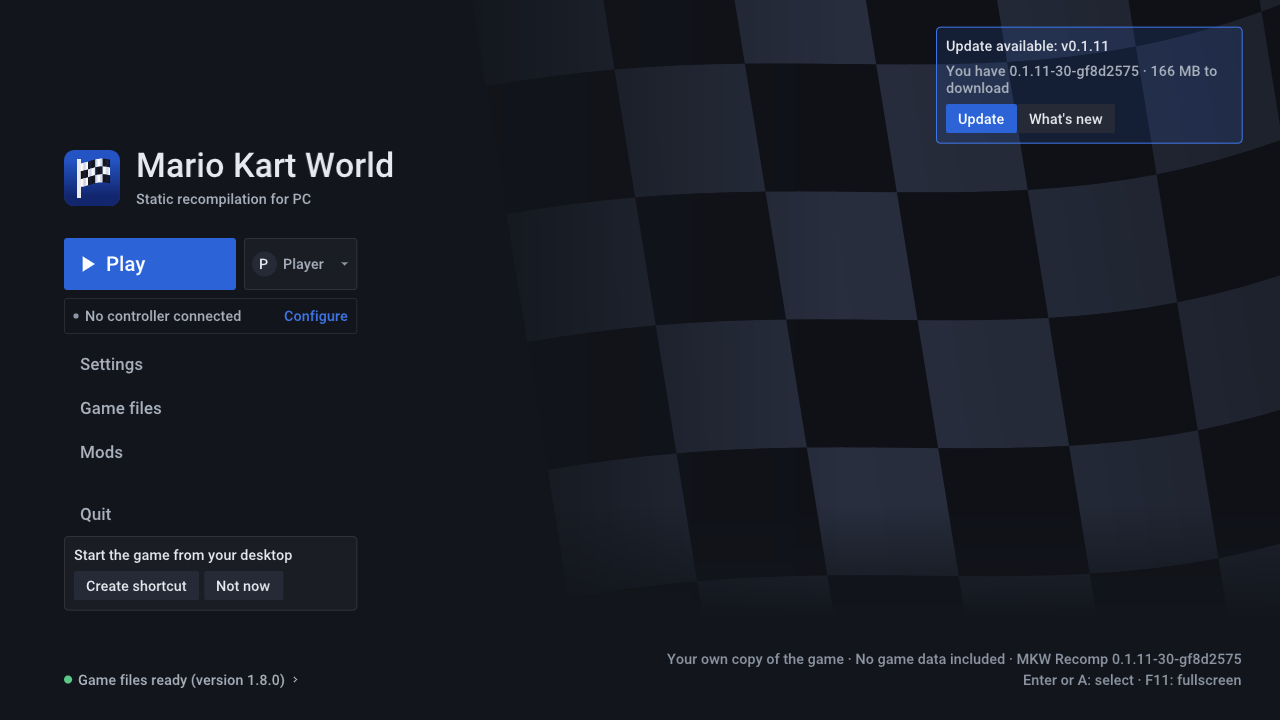 Update available: v0.1.11
You have 0.1.11-30-gf8d2575 · 166 MB to
download
Update
What's new
Mario Kart World
Static recompilation for PC
Play
P
Player
No controller connected
Configure
Settings
Game files
Mods
Quit
Start the game from your desktop
Create shortcut
Not now
Your own copy of the game · No game data included · MKW Recomp 0.1.11-30-gf8d2575
Game files ready (version 1.8.0) ›
Enter or A: select · F11: fullscreen